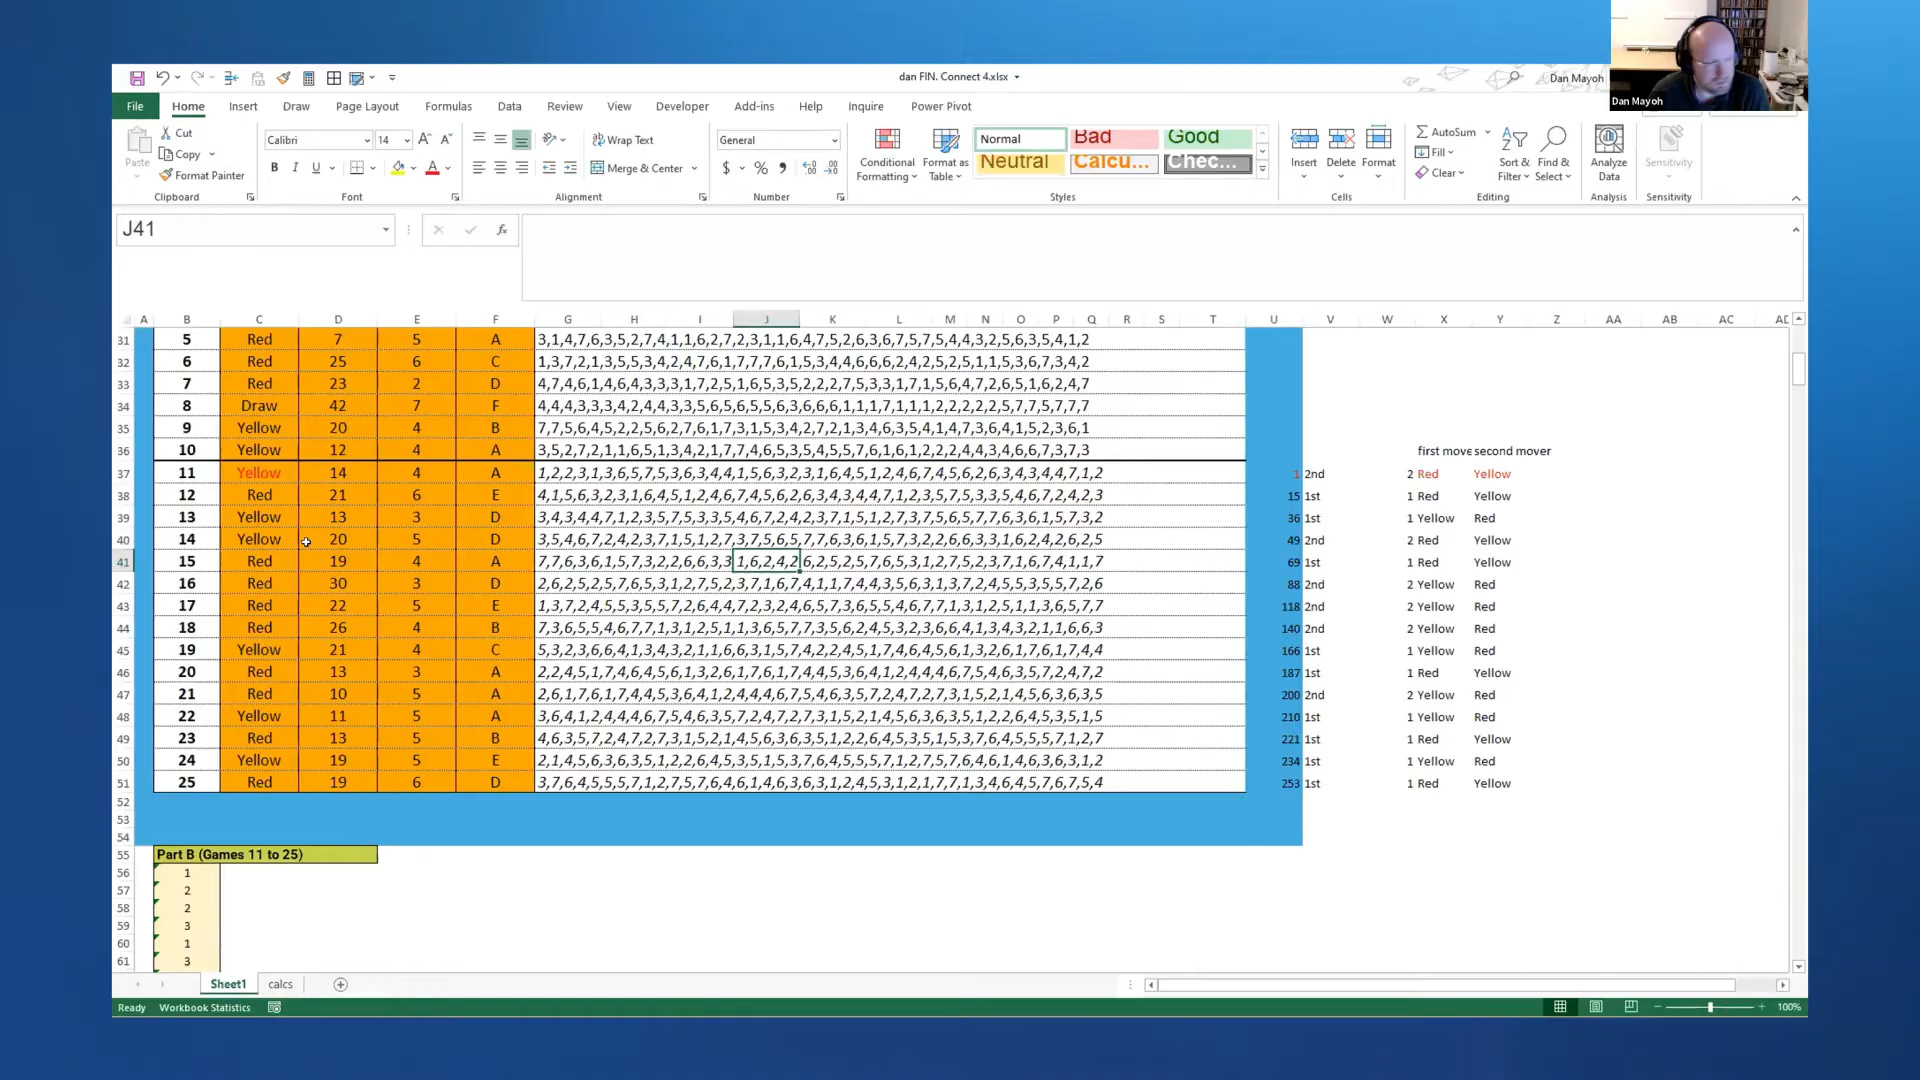 dan FIN. Connect 4.xlsx
Dan Mayoh
Dan Mayoh
File Home Insert Draw Page Layout Formulas Data Review View Developer Add-ins Help Inquire Power Pivot
Paste Cut Copy Format Painter Clipboard
Calibri 14 B I U Font
Wrap Text Merge & Center Alignment
General $ % Number
Conditional Formatting Format as Table
Normal Bad Good
Neutral Calcu... Chec...
Styles
Insert Delete Format Cells
AutoSum Fill Clear Sort & Filter Find & Select Editing
Analyze Data Analysis
Sensitivity Sensitivity
J41 fx
A B C D E F G H I J K L M N O P Q R S T U V W X Y Z AA AB AC AD
31 5 Red 7 5 A 3,1,4,7,6,3,5,2,7,4,1,1,6,2,7,2,3,1,1,6,4,7,5,2,6,3,6,7,5,7,5,4,4,3,2,5,6,3,5,4,1,2
32 6 Red 25 6 C 1,3,7,2,1,3,5,5,3,4,2,4,7,6,1,7,7,7,6,1,5,3,4,4,6,6,6,2,4,2,5,2,5,1,1,5,3,6,7,3,4,2
33 7 Red 23 2 D 4,7,4,6,1,4,6,4,3,3,3,1,7,2,5,1,6,5,3,5,2,2,2,7,5,3,3,1,7,1,5,6,4,7,2,6,5,1,6,2,4,7
34 8 Draw 42 7 F 4,4,4,3,3,3,4,2,4,4,3,3,5,6,5,6,5,5,6,3,6,6,6,1,1,1,7,1,1,1,2,2,2,2,2,5,7,7,5,7,7,7
35 9 Yellow 20 4 B 7,7,5,6,4,5,2,2,5,6,2,7,6,1,7,3,1,5,3,4,2,7,2,1,3,4,6,3,5,4,1,4,7,3,6,4,1,5,2,3,6,1
36 10 Yellow 12 4 A 3,5,2,7,2,1,1,6,5,1,3,4,2,1,7,7,4,6,5,3,5,4,5,5,7,6,1,6,1,2,2,2,4,4,3,4,6,6,7,3,7,3
first move second mover
37 11 Yellow 14 4 A 1,2,2,3,1,3,6,5,7,5,3,6,3,4,4,1,5,6,3,2,3,1,6,4,5,1,2,4,6,7,4,5,6,2,6,3,4,3,4,4,7,1,2 1 2nd 2 Red Yellow
38 12 Red 21 6 E 4,1,5,6,3,2,3,1,6,4,5,1,2,4,6,7,4,5,6,2,6,3,4,3,4,4,7,1,2,3,5,7,5,3,3,5,4,6,7,2,4,2,3 15 1st 1 Red Yellow
39 13 Yellow 13 3 D 3,4,3,4,4,7,1,2,3,5,7,5,3,3,5,4,6,7,2,4,2,3,7,1,5,1,2,7,3,7,5,6,5,7,7,6,3,6,1,5,7,3,2 36 1st 1 Yellow Red
40 14 Yellow 20 5 D 3,5,4,6,7,2,4,2,3,7,1,5,1,2,7,3,7,5,6,5,7,7,6,3,6,1,5,7,3,2,2,6,6,3,3,1,6,2,4,2,6,2,5 49 2nd 2 Red Yellow
41 15 Red 19 4 A 7,7,6,3,6,1,5,7,3,2,2,6,6,3,3 1,6,2,4,2 6,2,5,2,5,7,6,5,3,1,2,7,5,2,3,7,1,6,7,4,1,1,7 69 1st 1 Red Yellow
42 16 Red 30 3 D 2,6,2,5,2,5,7,6,5,3,1,2,7,5,2,3,7,1,6,7,4,1,1,7,4,4,3,5,6,3,1,3,7,2,4,5,5,3,5,5,7,2,6 88 2nd 2 Yellow Red
43 17 Red 22 5 E 1,3,7,2,4,5,5,3,5,5,7,2,6,4,4,7,2,3,2,4,6,5,7,3,6,5,5,4,6,7,7,1,3,1,2,5,1,1,3,6,5,7,7 118 2nd 2 Yellow Red
44 18 Red 26 4 B 7,3,6,5,5,4,6,7,7,1,3,1,2,5,1,1,3,6,5,7,7,3,5,6,2,4,5,3,2,3,6,6,4,1,3,4,3,2,1,1,6,6,3 140 2nd 2 Yellow Red
45 19 Yellow 21 4 C 5,3,2,3,6,6,4,1,3,4,3,2,1,1,6,6,3,1,5,7,4,2,2,4,5,1,7,4,6,4,5,6,1,3,2,6,1,7,6,1,7,4,4 166 1st 1 Yellow Red
46 20 Red 13 3 A 2,2,4,5,1,7,4,6,4,5,6,1,3,2,6,1,7,6,1,7,4,4,5,3,6,4,1,2,4,4,4,6,7,5,4,6,3,5,7,2,4,7,2 187 1st 1 Red Yellow
47 21 Red 10 5 A 2,6,1,7,6,1,7,4,4,5,3,6,4,1,2,4,4,4,6,7,5,4,6,3,5,7,2,4,7,2,7,3,1,5,2,1,4,5,6,3,6,3,5 200 2nd 2 Yellow Red
48 22 Yellow 11 5 A 3,6,4,1,2,4,4,4,6,7,5,4,6,3,5,7,2,4,7,2,7,3,1,5,2,1,4,5,6,3,6,3,5,1,2,2,6,4,5,3,5,1,5 210 1st 1 Yellow Red
49 23 Red 13 5 B 4,6,3,5,7,2,4,7,2,7,3,1,5,2,1,4,5,6,3,6,3,5,1,2,2,6,4,5,3,5,1,5,3,7,6,4,5,5,5,7,1,2,7 221 1st 1 Red Yellow
50 24 Yellow 19 5 E 2,1,4,5,6,3,6,3,5,1,2,2,6,4,5,3,5,1,5,3,7,6,4,5,5,5,7,1,2,7,5,7,6,4,6,1,4,6,3,6,3,1,2 234 1st 1 Yellow Red
51 25 Red 19 6 D 3,7,6,4,5,5,5,7,1,2,7,5,7,6,4,6,1,4,6,3,6,3,1,2,4,5,3,1,2,1,7,7,1,3,4,6,4,5,7,6,7,5,4 253 1st 1 Red Yellow
52
53
54
55 Part B (Games 11 to 25)
56 1
57 2
58 2
59 3
60 1
61 3
Sheet1 calcs
Ready Workbook Statistics 100%